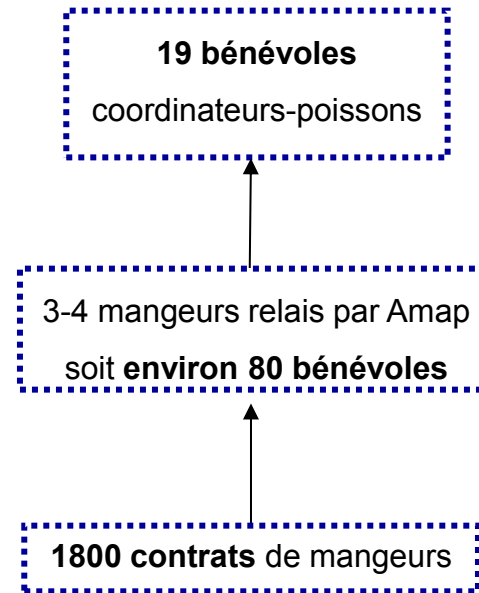 19 bénévoles
coordinateurs-poissons
3-4 mangeurs relais par Amap
soit environ 80 bénévoles
1800 contrats de mangeurs